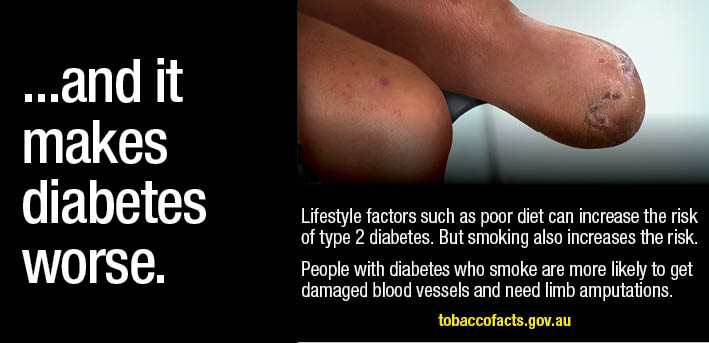 ...and it
makes
diabetes
worse.
Lifestyle factors such as poor diet can increase the risk
of type 2 diabetes. But smoking also increases the risk.
People with diabetes who smoke are more likely to get
damaged blood vessels and need limb amputations.
tobaccofacts.gov.au